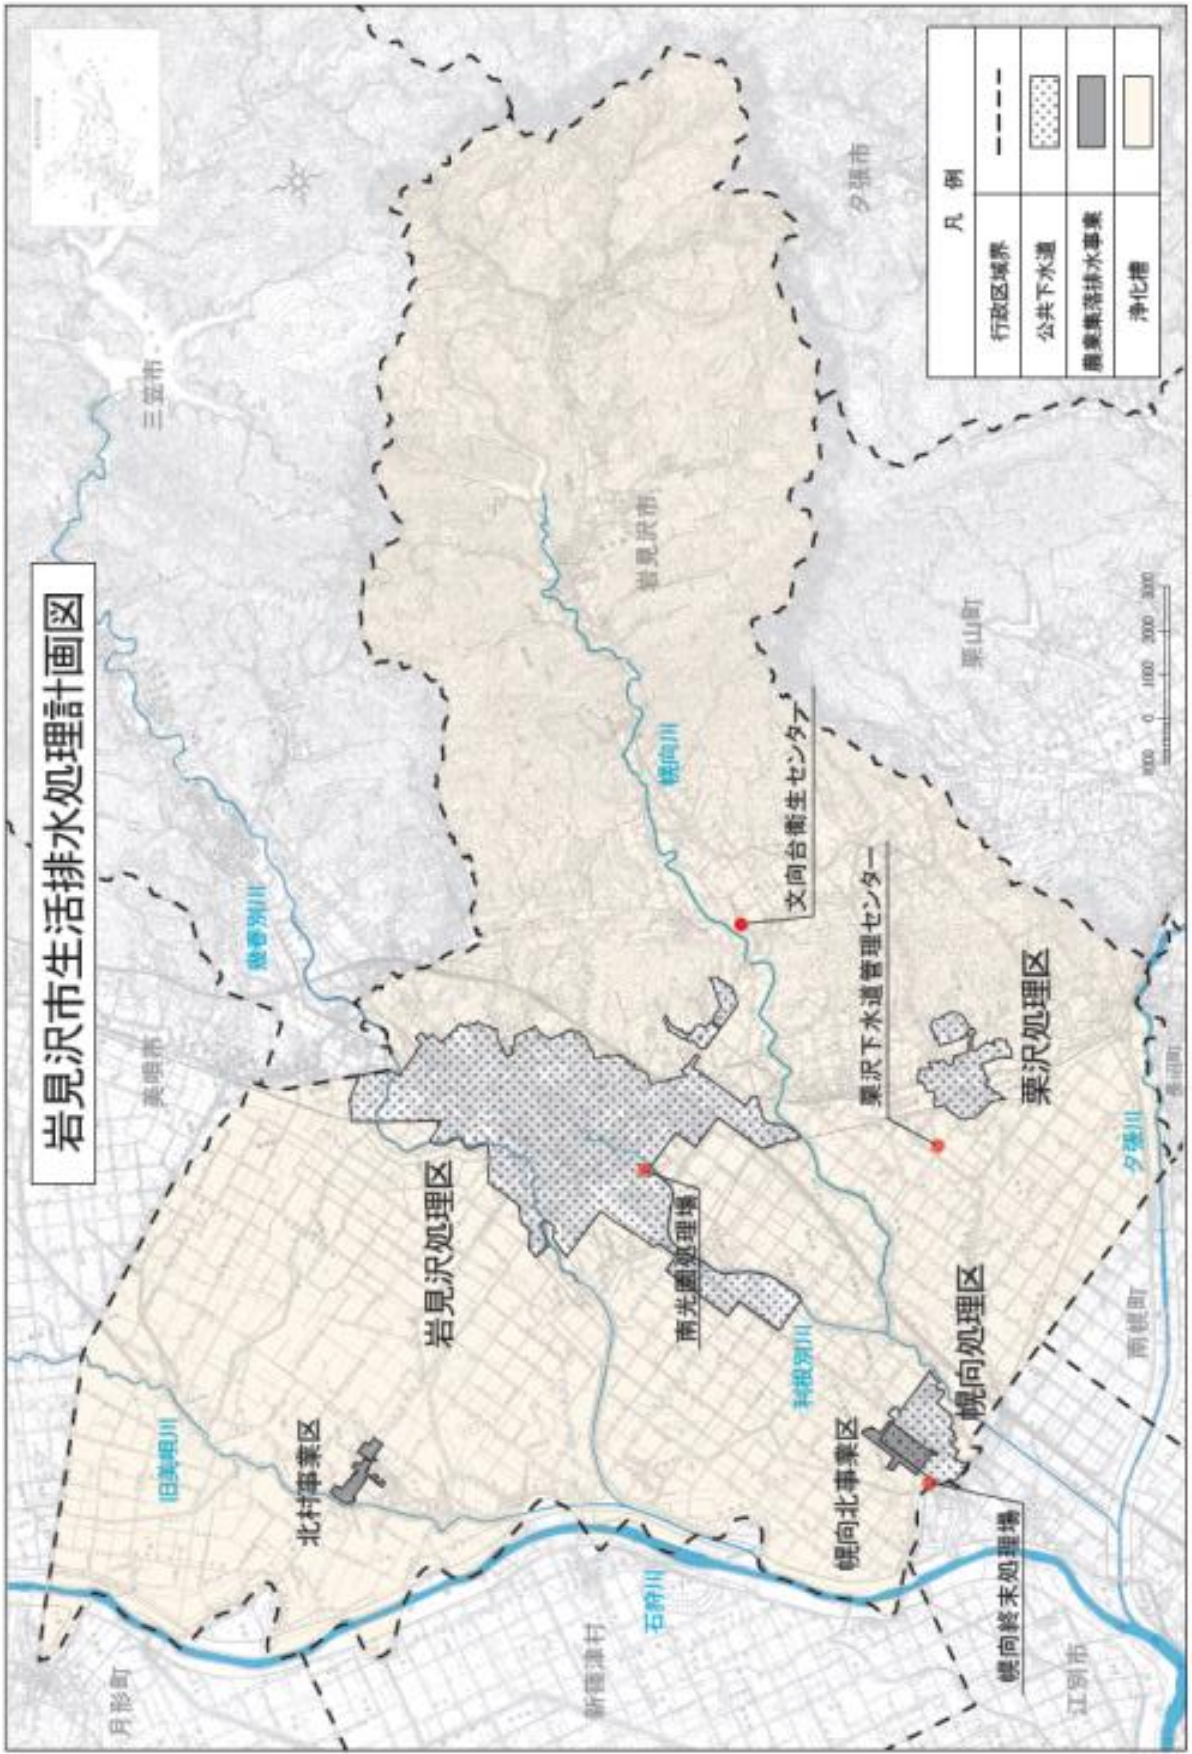 岩見沢市生活排水処理計画図
凡例
行政区域界
公共下水道
農業集落排水事業
浄化槽
三笠市
夕張市
美唄市
幾春別川
岩見沢市
栗山町
幌向川
文向台衛生センター
栗沢下水道管理センター
栗沢処理区
岩見沢処理区
南光園処理場
夕張川
利根別川
幌向処理区
南幌町
旧美唄川
北村事業区
幌向北事業区
幌向終末処理場
石狩川
月形町
新篠津村
江別市
1000 0 1000 2000 3000